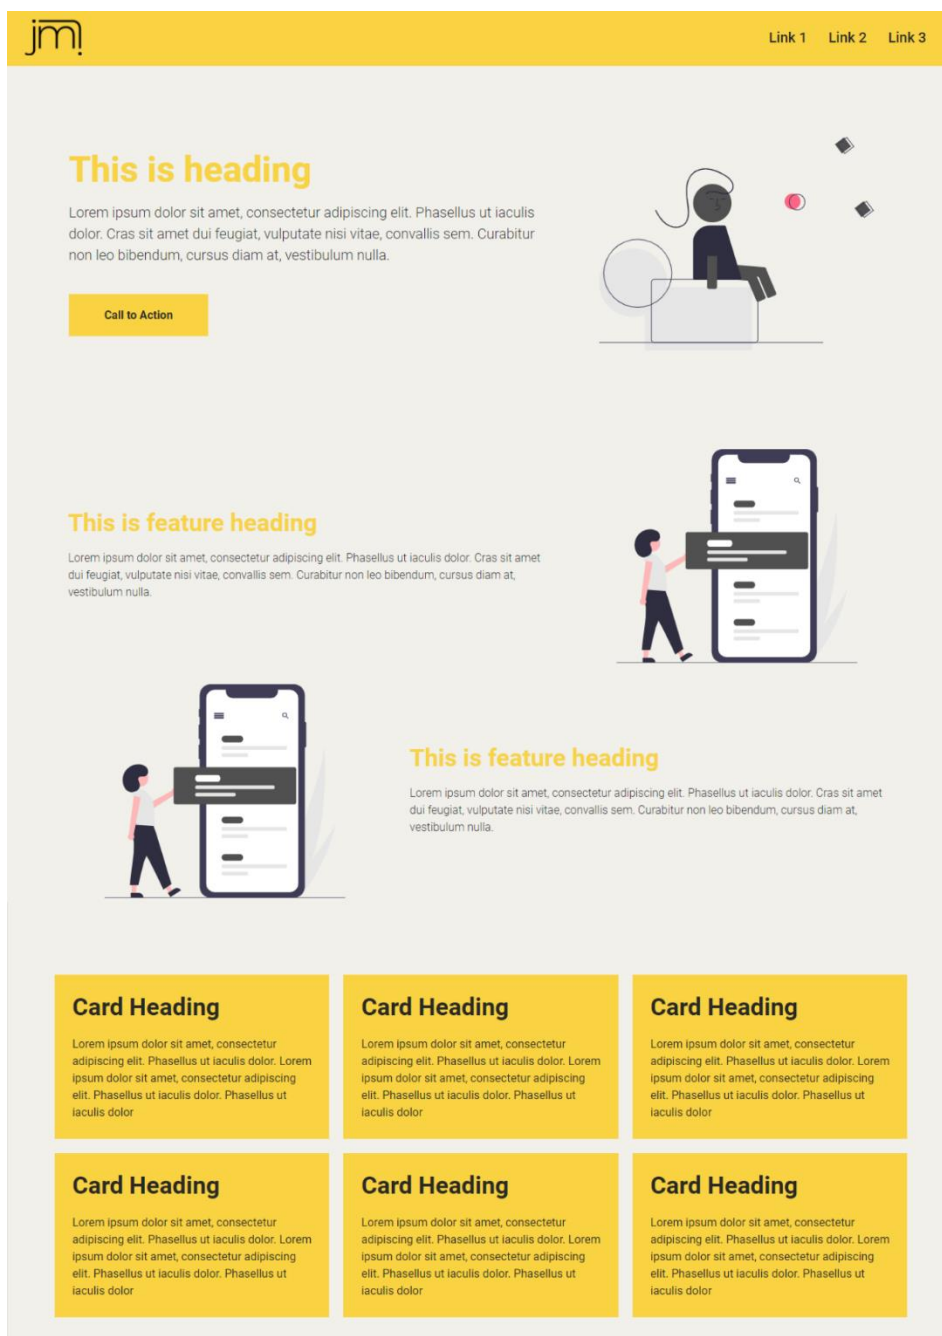 jm
Link 1 Link 2 Link 3
This is heading
Lorem ipsum dolor sit amet, consectetur adipiscing elit. Phasellus ut iaculis
dolor. Cras sit amet dui feugiat, vulputate nisi vitae, convallis sem. Curabitur
non leo bibendum, cursus diam at, vestibulum nulla.
Call to Action
This is feature heading
Lorem ipsum dolor sit amet, consectetur adipiscing elit. Phasellus ut iaculis dolor. Cras sit amet
dui feugiat, vulputate nisi vitae, convallis sem. Curabitur non leo bibendum, cursus diam at,
vestibulum nulla.
This is feature heading
Lorem ipsum dolor sit amet, consectetur adipiscing elit. Phasellus ut iaculis dolor. Cras sit amet
dui feugiat, vulputate nisi vitae, convallis sem. Curabitur non leo bibendum, cursus diam at,
vestibulum nulla.
Card Heading
Lorem ipsum dolor sit amet, consectetur
adipiscing elit. Phasellus ut iaculis dolor. Lorem
ipsum dolor sit amet, consectetur adipiscing
elit. Phasellus ut iaculis dolor. Phasellus ut
iaculis dolor
Card Heading
Lorem ipsum dolor sit amet, consectetur
adipiscing elit. Phasellus ut iaculis dolor. Lorem
ipsum dolor sit amet, consectetur adipiscing
elit. Phasellus ut iaculis dolor. Phasellus ut
iaculis dolor
Card Heading
Lorem ipsum dolor sit amet, consectetur
adipiscing elit. Phasellus ut iaculis dolor. Lorem
ipsum dolor sit amet, consectetur adipiscing
elit. Phasellus ut iaculis dolor. Phasellus ut
iaculis dolor
Card Heading
Lorem ipsum dolor sit amet, consectetur
adipiscing elit. Phasellus ut iaculis dolor. Lorem
ipsum dolor sit amet, consectetur adipiscing
elit. Phasellus ut iaculis dolor. Phasellus ut
iaculis dolor
Card Heading
Lorem ipsum dolor sit amet, consectetur
adipiscing elit. Phasellus ut iaculis dolor. Lorem
ipsum dolor sit amet, consectetur adipiscing
elit. Phasellus ut iaculis dolor. Phasellus ut
iaculis dolor
Card Heading
Lorem ipsum dolor sit amet, consectetur
adipiscing elit. Phasellus ut iaculis dolor. Lorem
ipsum dolor sit amet, consectetur adipiscing
elit. Phasellus ut iaculis dolor. Phasellus ut
iaculis dolor